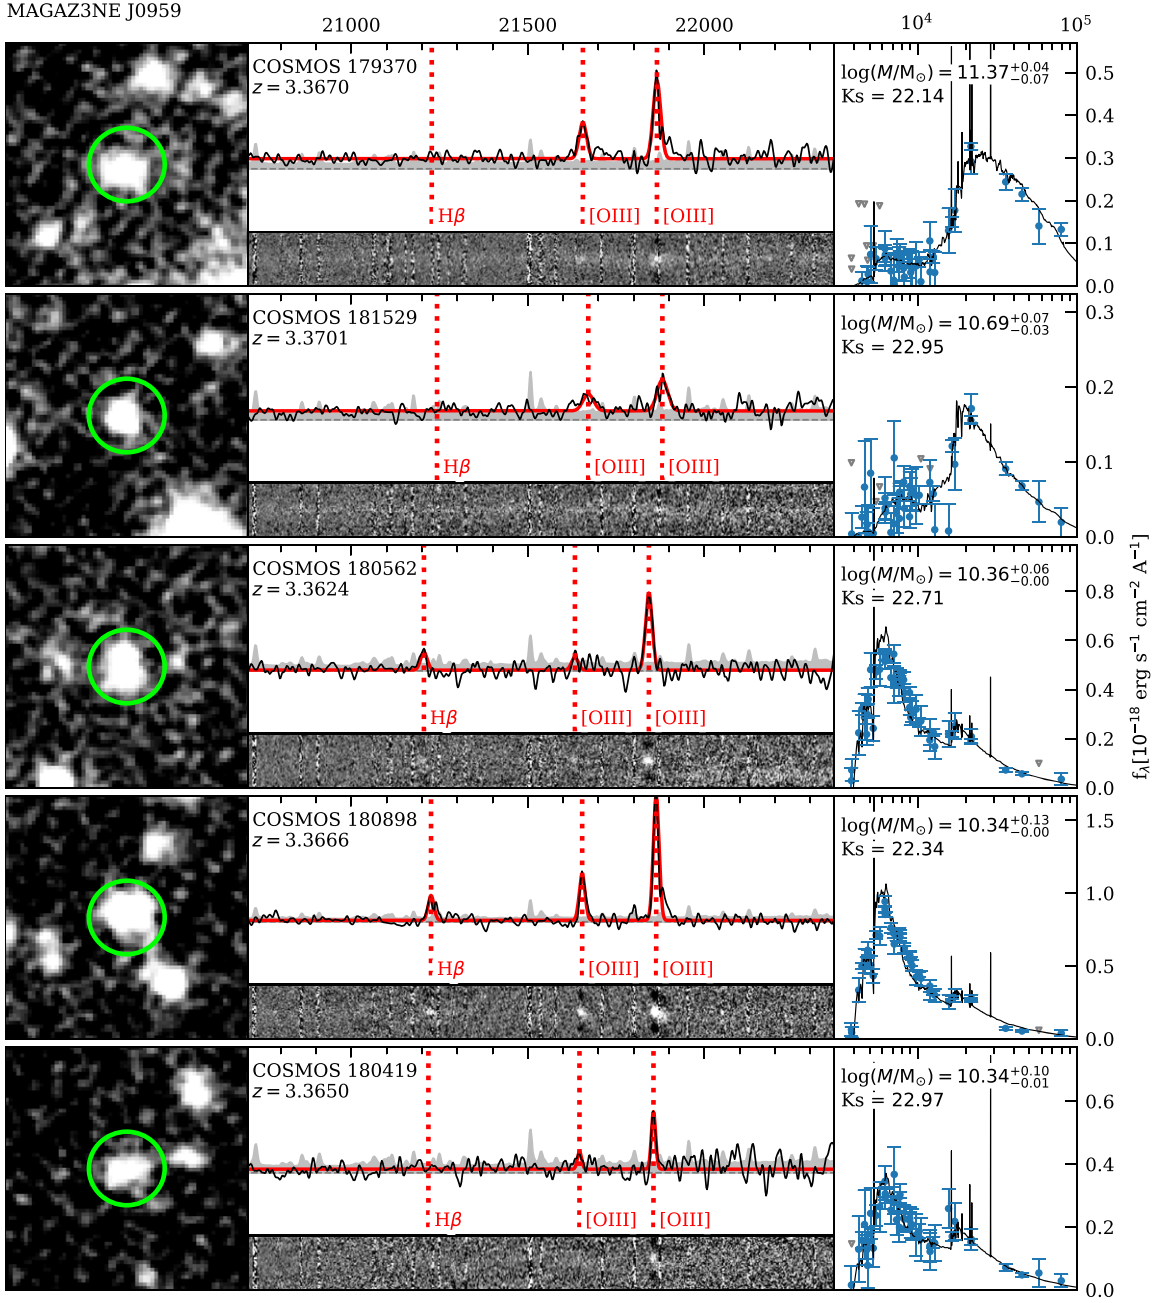 MAGAZ3NE J0959
21000 21500 22000 10⁴ 10⁵
COSMOS 179370
z = 3.3670
Hβ [OIII] [OIII]
log(M/M⊙) = 11.37 +0.04 −0.07
Ks = 22.14
0.5
0.4
0.3
0.2
0.1
0.0
COSMOS 181529
z = 3.3701
Hβ [OIII] [OIII]
log(M/M⊙) = 10.69 +0.07 −0.03
Ks = 22.95
0.3
0.2
0.1
0.0
COSMOS 180562
z = 3.3624
Hβ [OIII] [OIII]
log(M/M⊙) = 10.36 +0.06 −0.00
Ks = 22.71
0.8
0.6
0.4
0.2
0.0
fλ[10⁻¹⁸ erg s⁻¹ cm⁻² A⁻¹]
COSMOS 180898
z = 3.3666
Hβ [OIII] [OIII]
log(M/M⊙) = 10.34 +0.13 −0.00
Ks = 22.34
1.5
1.0
0.5
0.0
COSMOS 180419
z = 3.3650
Hβ [OIII] [OIII]
log(M/M⊙) = 10.34 +0.10 −0.01
Ks = 22.97
0.6
0.4
0.2
0.0